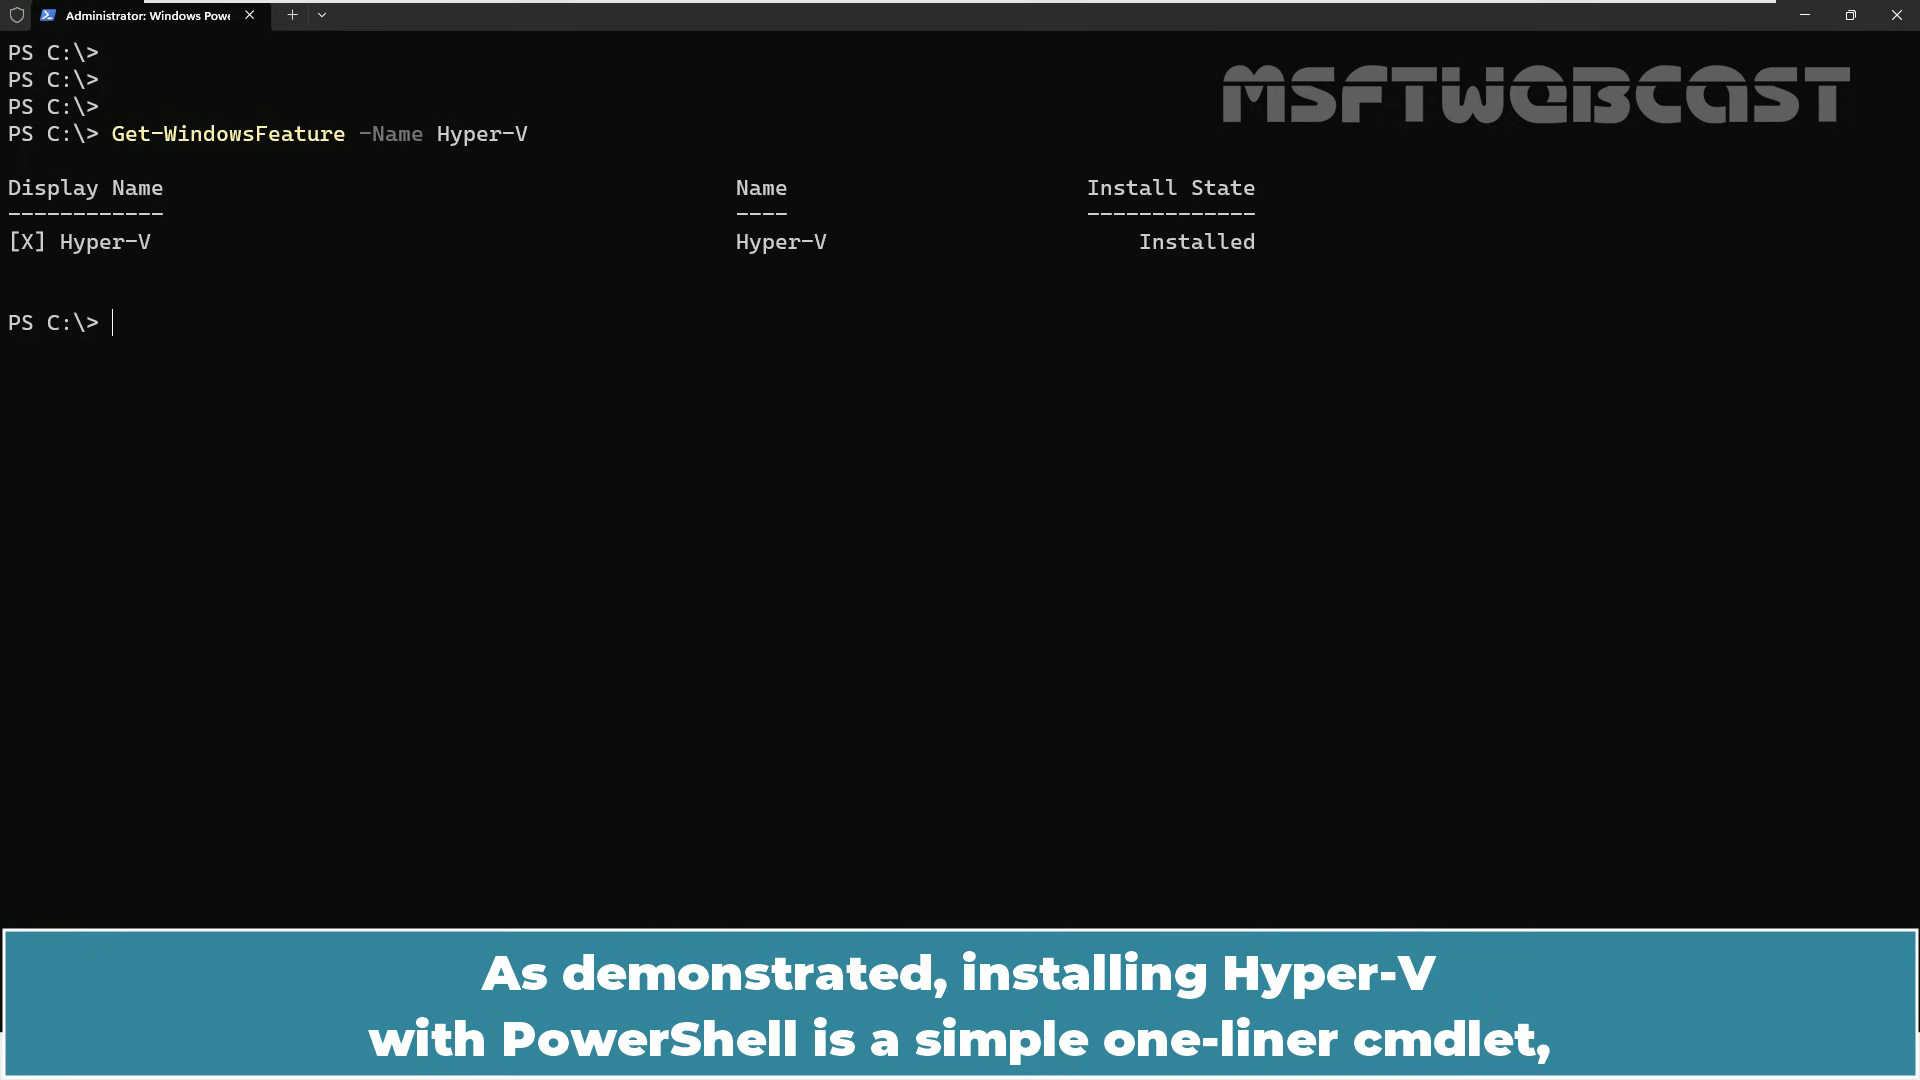 Administrator: Windows Powe
PS C:\>
PS C:\>
PS C:\>
PS C:\> Get-WindowsFeature -Name Hyper-V
MSFTWEBCAST
Display Name Name Install State
------------ ---- -------------
[X] Hyper-V Hyper-V Installed
PS C:\>
As demonstrated, installing Hyper-V
with PowerShell is a simple one-liner cmdlet,